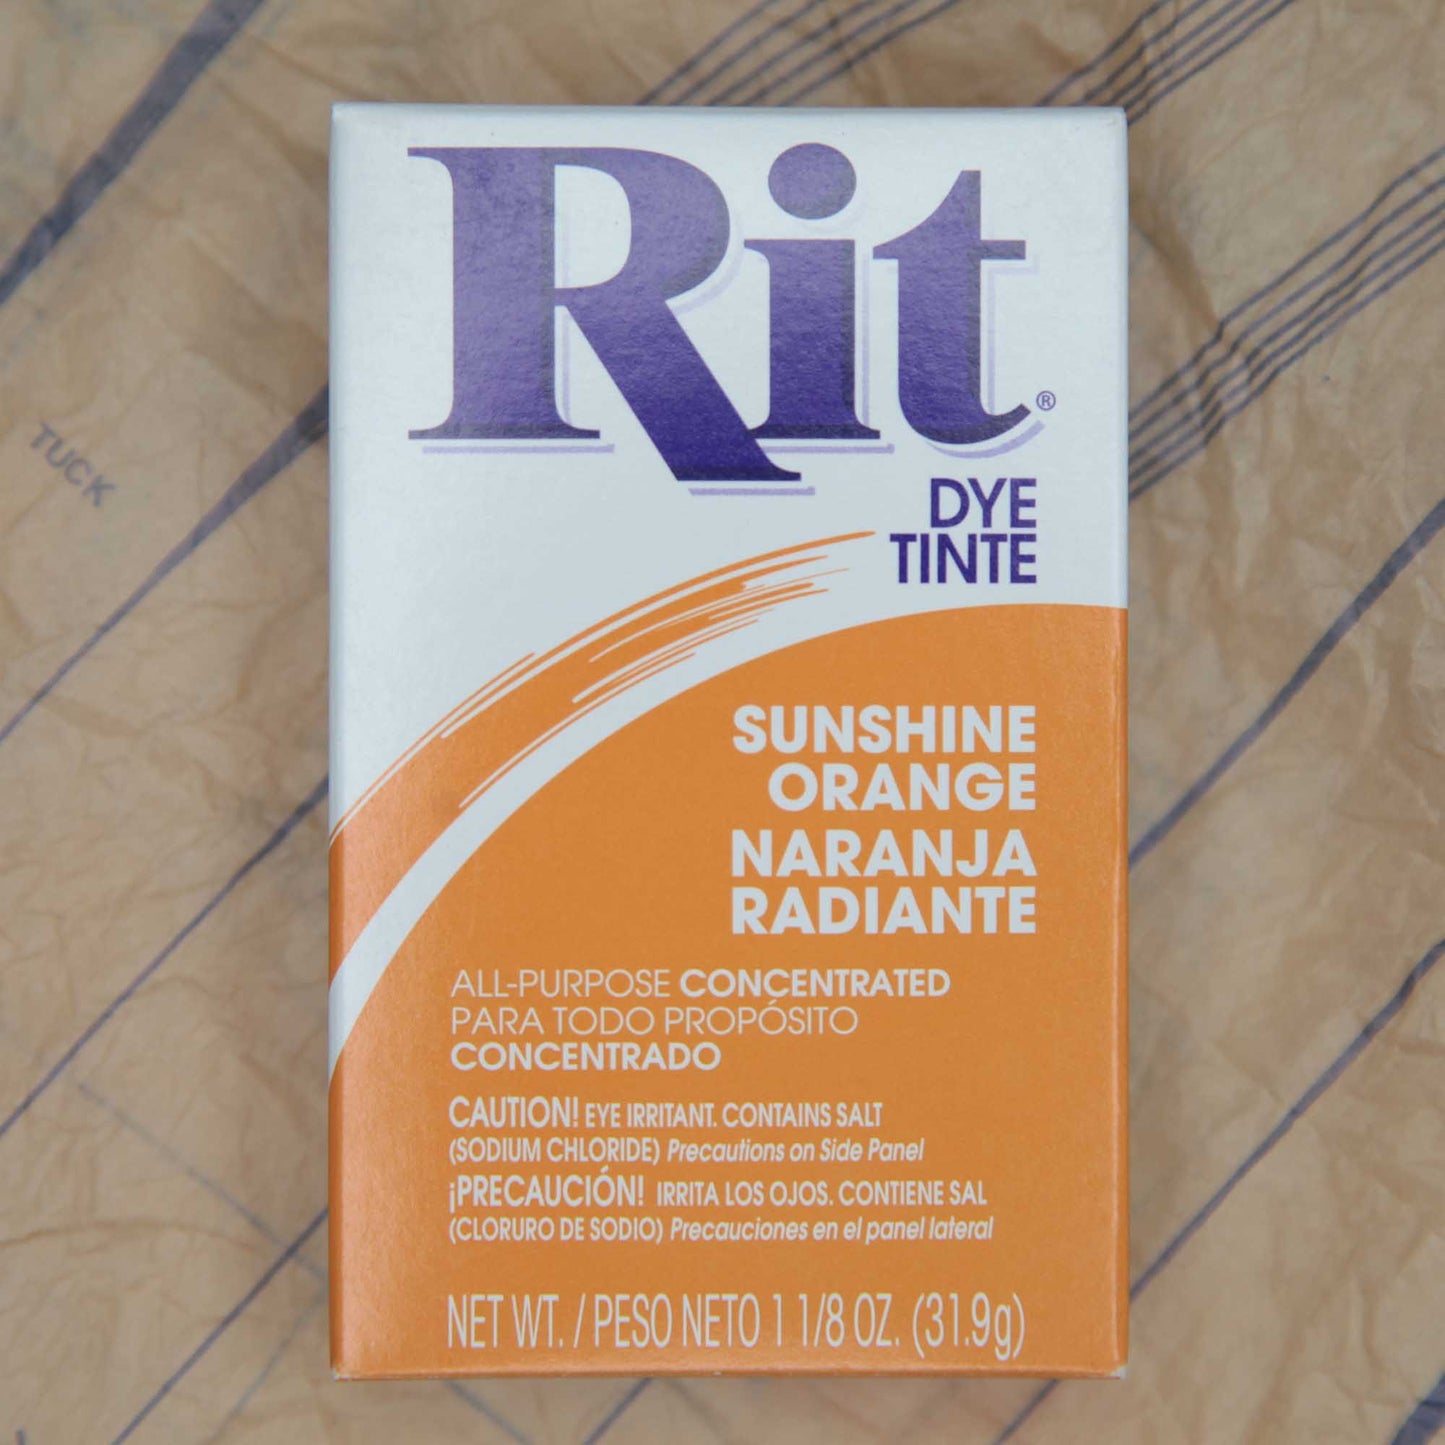 Rit®
DYE
TINTE
TUCK
SUNSHINE
ORANGE
NARANJA
RADIANTE
ALL-PURPOSE CONCENTRATED
PARA TODO PROPÓSITO
CONCENTRADO
CAUTION! EYE IRRITANT. CONTAINS SALT
(SODIUM CHLORIDE) Precautions on Side Panel
¡PRECAUCIÓN! IRRITA LOS OJOS. CONTIENE SAL
(CLORURO DE SODIO) Precauciones en el panel lateral
NET WT. / PESO NETO 1 1/8 OZ. (31.9g)